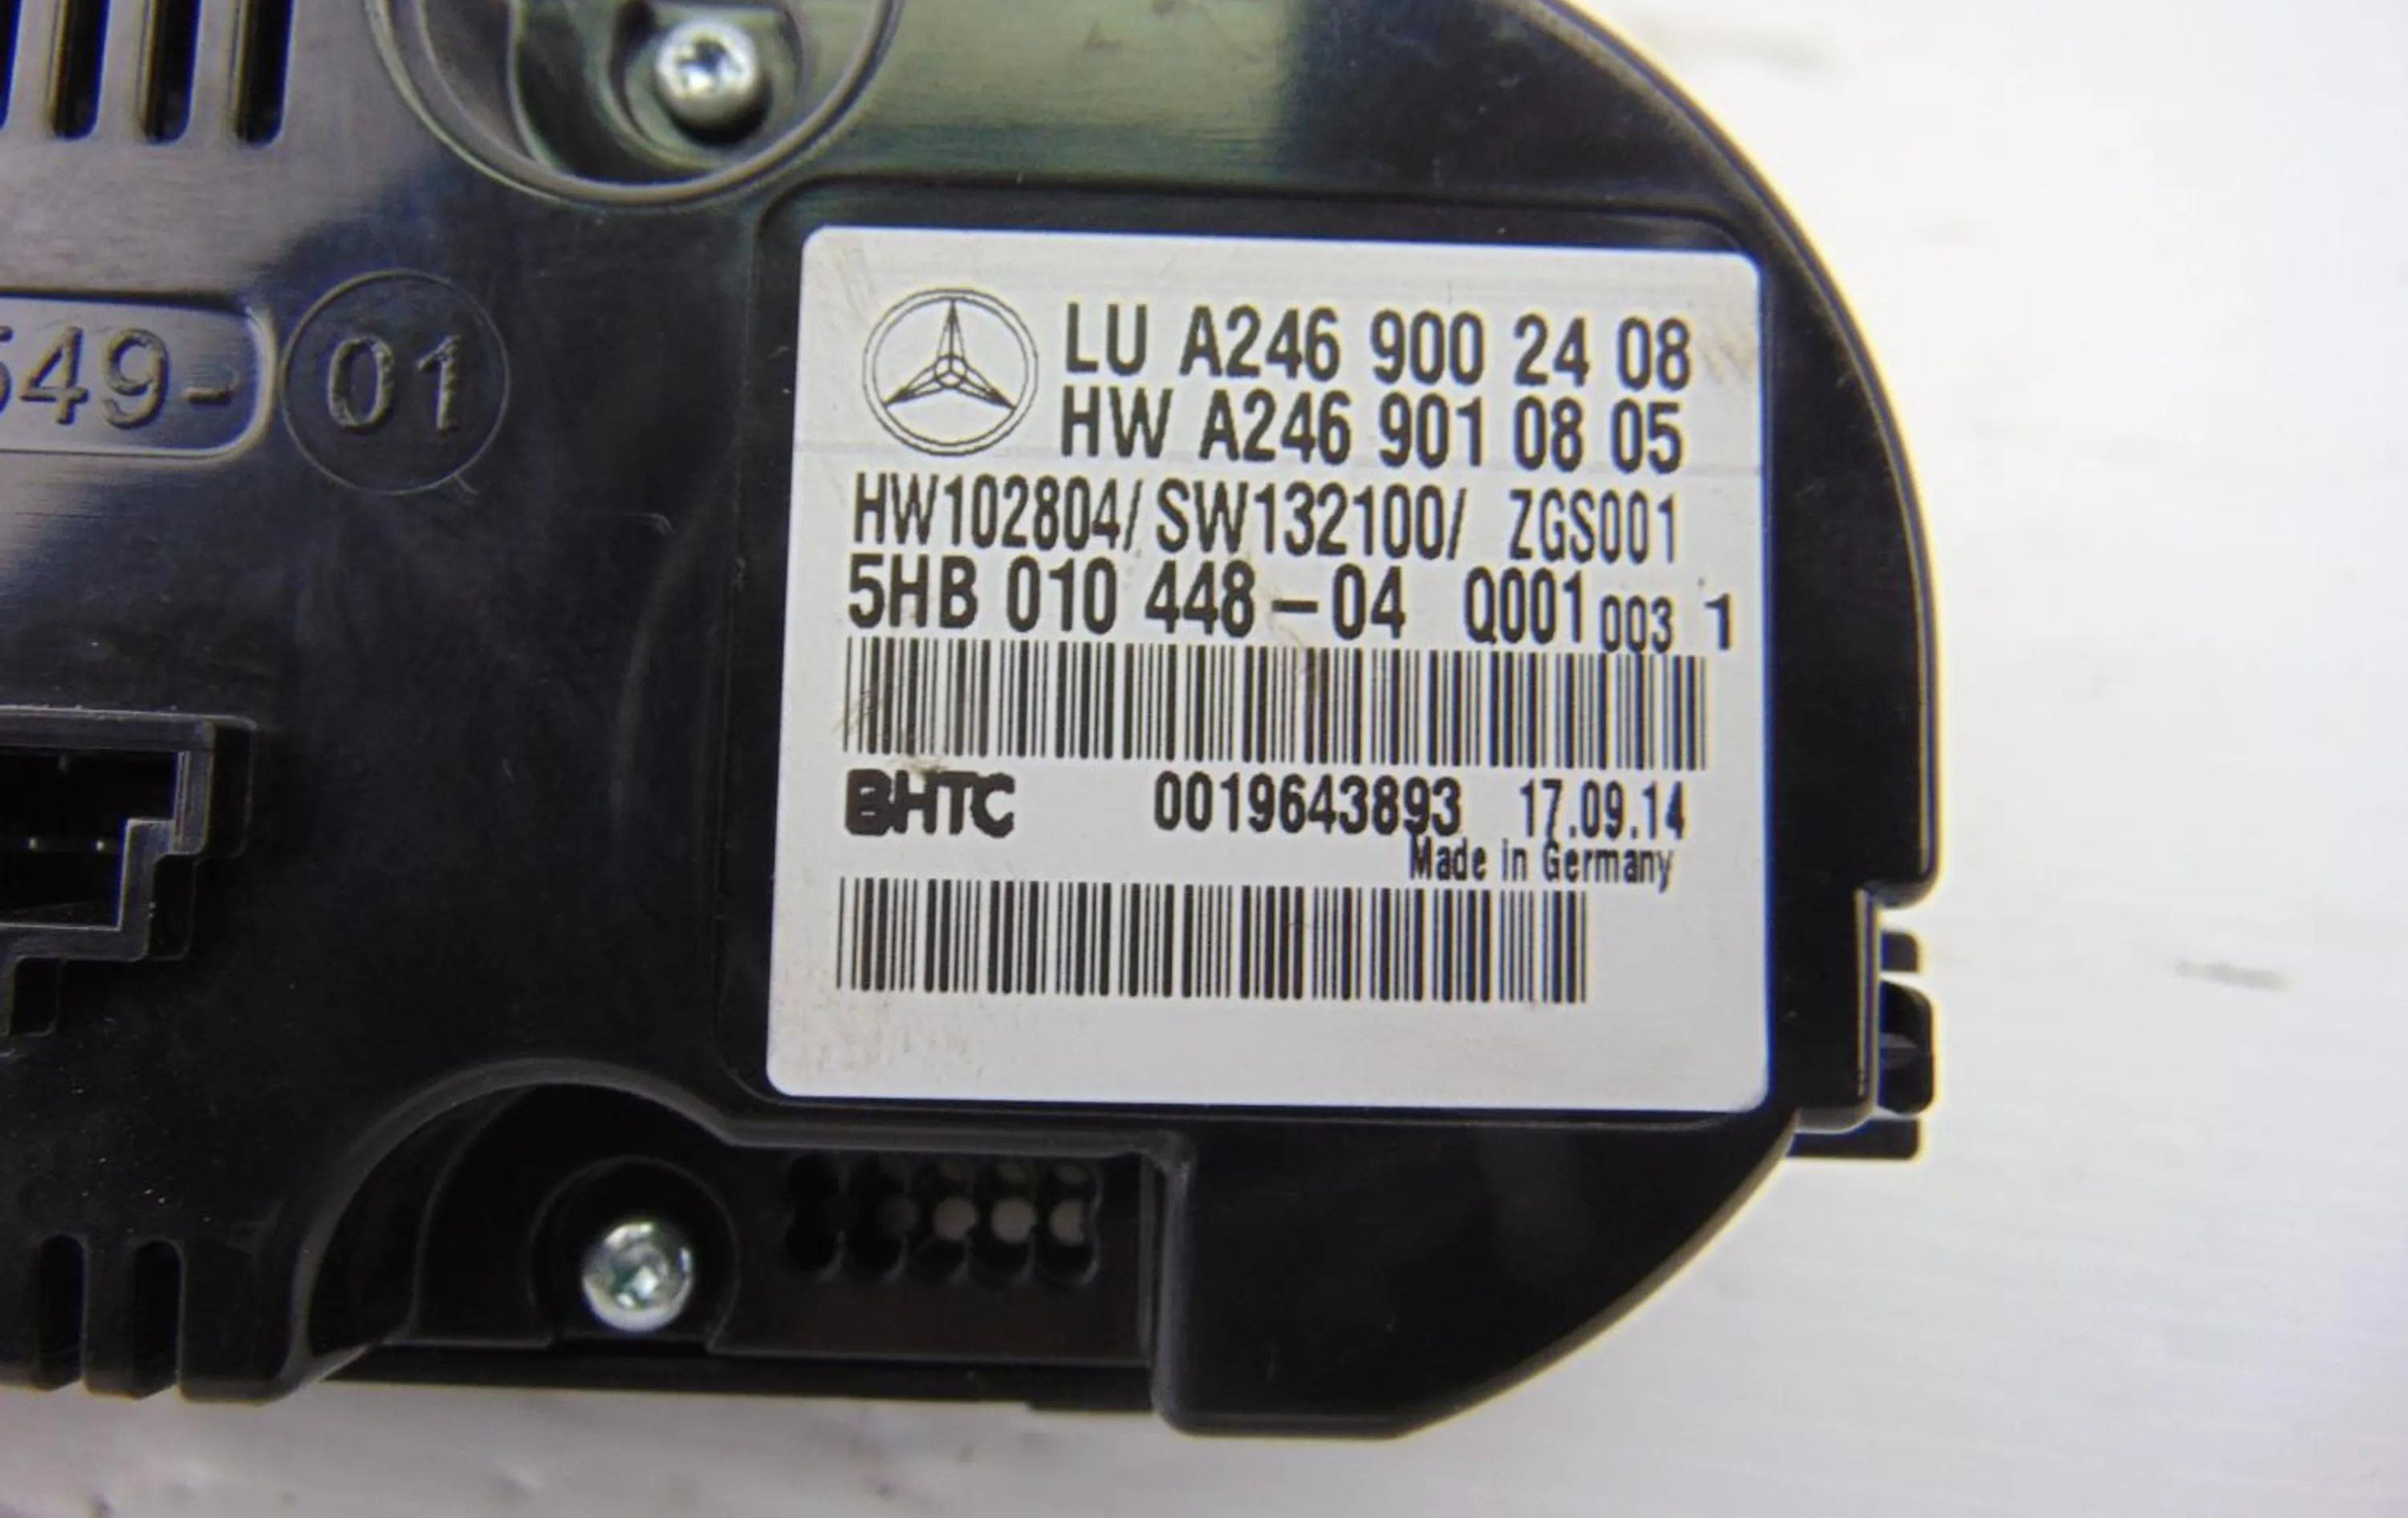 549-
01
LU A246 900 24 08
HW A246 901 08 05
HW102804/ SW132100/ ZGS001
5HB 010 448-04 Q001 003 1
BHTC 0019643893 17.09.14
Made in Germany